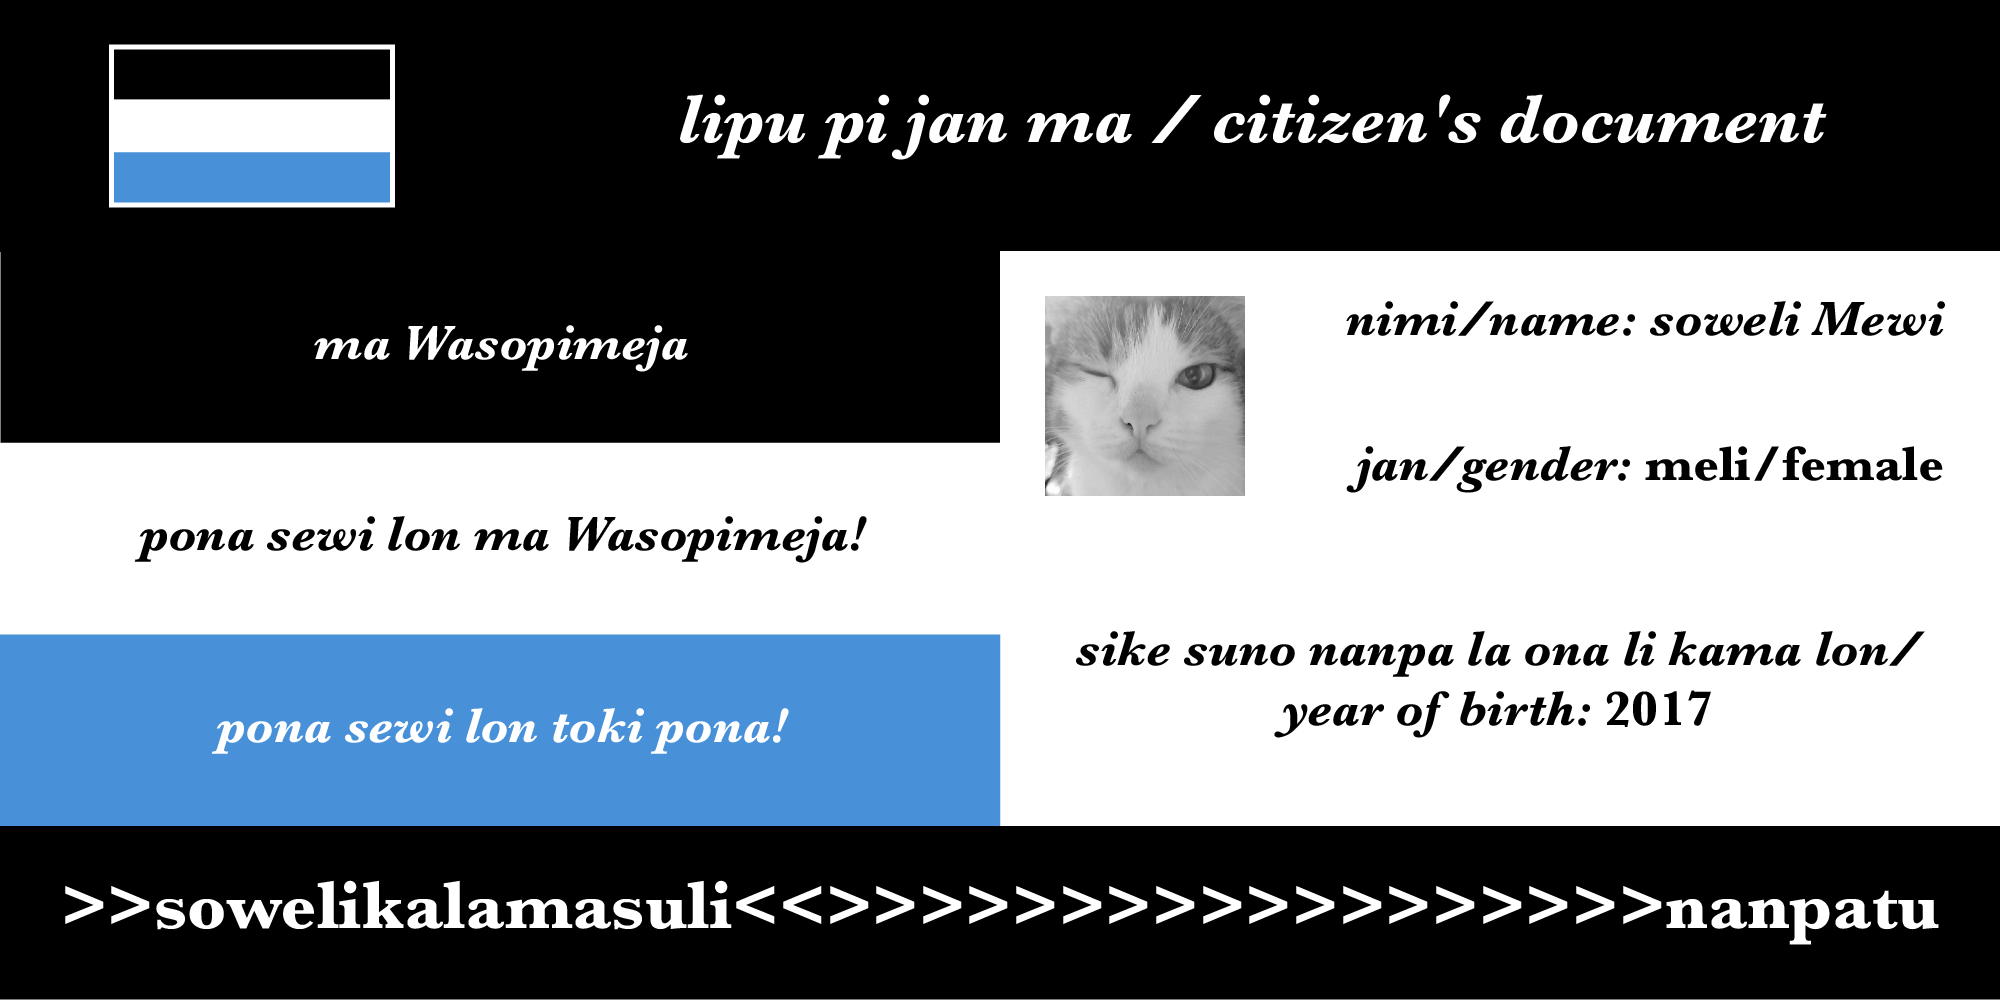 lipu pi jan ma / citizen's document
ma Wasopimeja
pona sewi lon ma Wasopimeja!
pona sewi lon toki pona!
nimi/name: soweli Mewi
jan/gender: meli/female
sike suno nanpa la ona li kama lon/
year of birth: 2017
>>sowelikalamasuli<<>>>>>>>>>>>>>>>>>>nanpatu